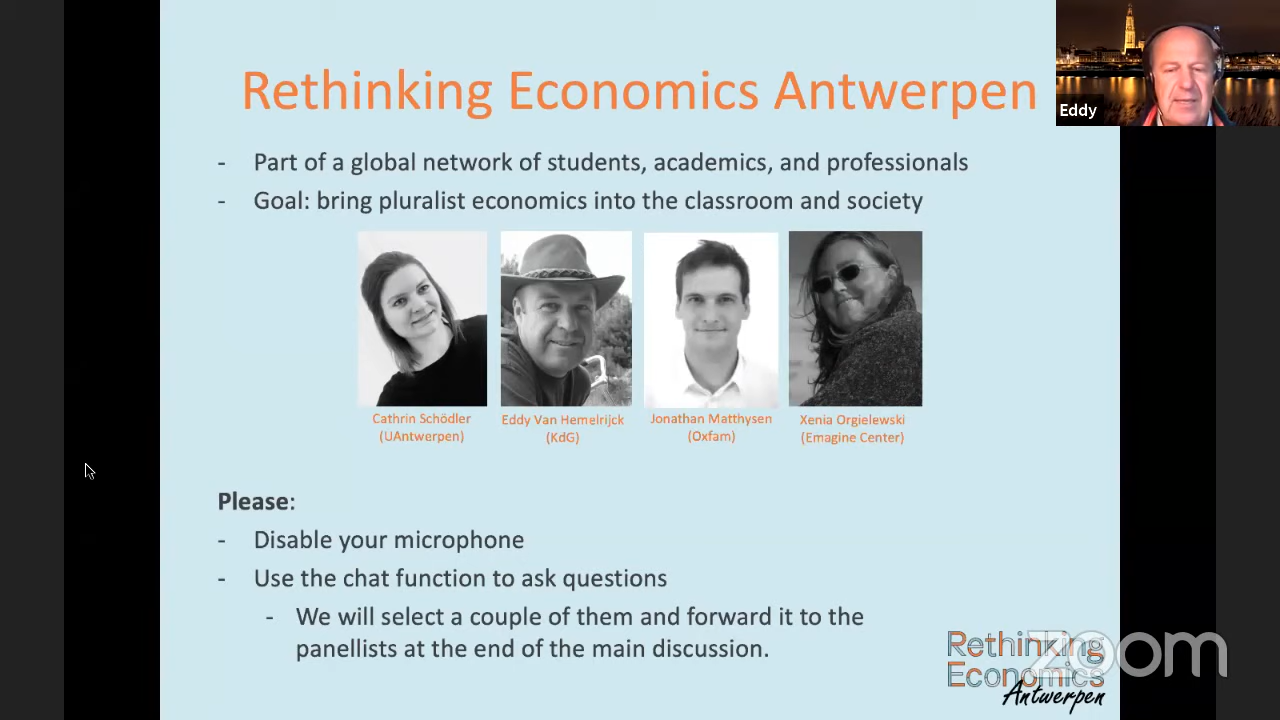 Rethinking Economics Antwerpen
Eddy
- Part of a global network of students, academics, and professionals
- Goal: bring pluralist economics into the classroom and society
Cathrin Schödler
(UAntwerpen)
Eddy Van Hemelrijck
(KdG)
Jonathan Matthysen
(Oxfam)
Xenia Orgielewski
(Emagine Center)
Please:
- Disable your microphone
- Use the chat function to ask questions
- We will select a couple of them and forward it to the
panellists at the end of the main discussion.
Rethinking
Economics
Antwerpen
zoom